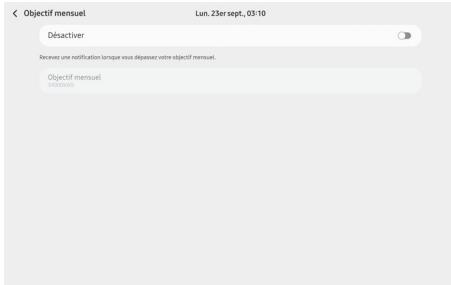 Objectif mensuel
Lun. 23er sept., 03:10
Désactiver
Recevez une notification lorsque vous dépassez votre objectif mensuel.
Objectif mensuel